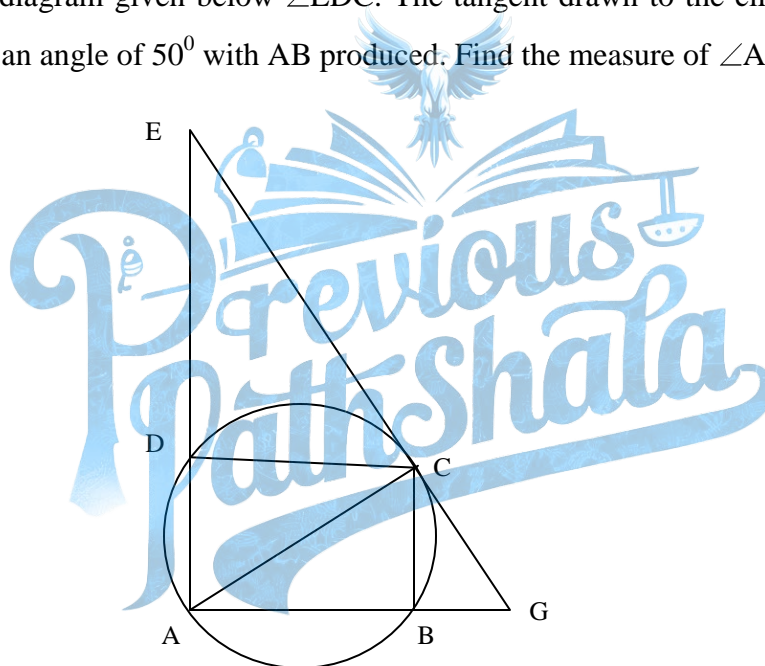 diagram given below ∠EDC. The tangent drawn to the
an angle of 50⁰ with AB produced. Find the measure of ∠A
E
Previous
PathShala
D
C
G
A
B